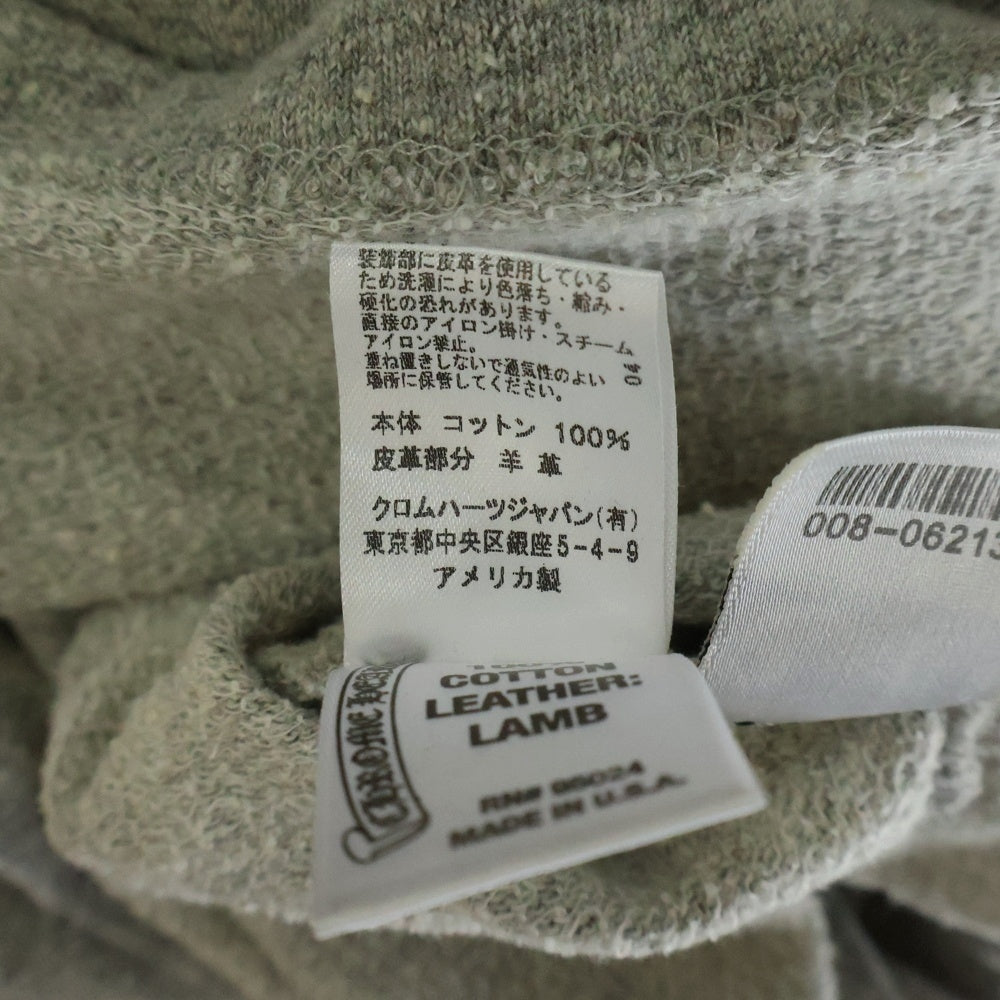 装飾部に皮革を使用している
ため洗濯により色落ち・縮み・
硬化の恐れがあります。
直接のアイロン掛け・スチーム
アイロン禁止。
重ね置きしないで通気性のよい
場所に保管してください。
04
本体 コットン 100%
皮革部分 羊革
クロムハーツジャパン(有)
東京都中央区銀座5-4-9
アメリカ製
008-06213
CHROME HEA
100%
COTTON
LEATHER:
LAMB
RN# 95024
MADE IN U.S.A.